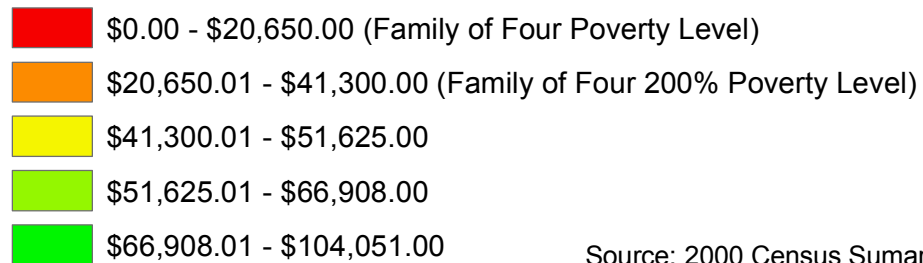 $0.00 - $20,650.00 (Family of Four Poverty Level)
$20,650.01 - $41,300.00 (Family of Four 200% Poverty Level)
$41,300.01 - $51,625.00
$51,625.01 - $66,908.00
$66,908.01 - $104,051.00
Source: 2000 Census Sumar